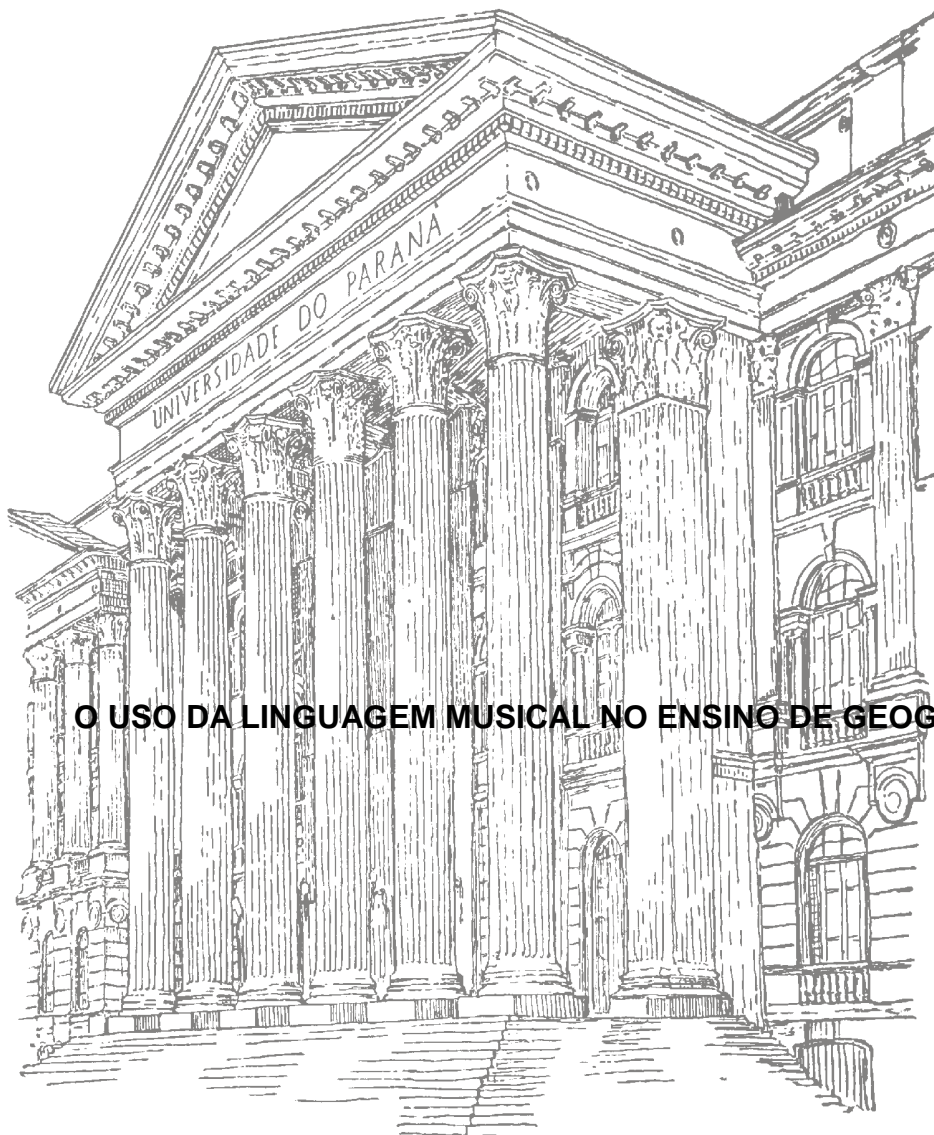 UNIVERSIDADE DO PARANÁ
O USO DA LINGUAGEM MUSICAL NO ENSINO DE GEOG